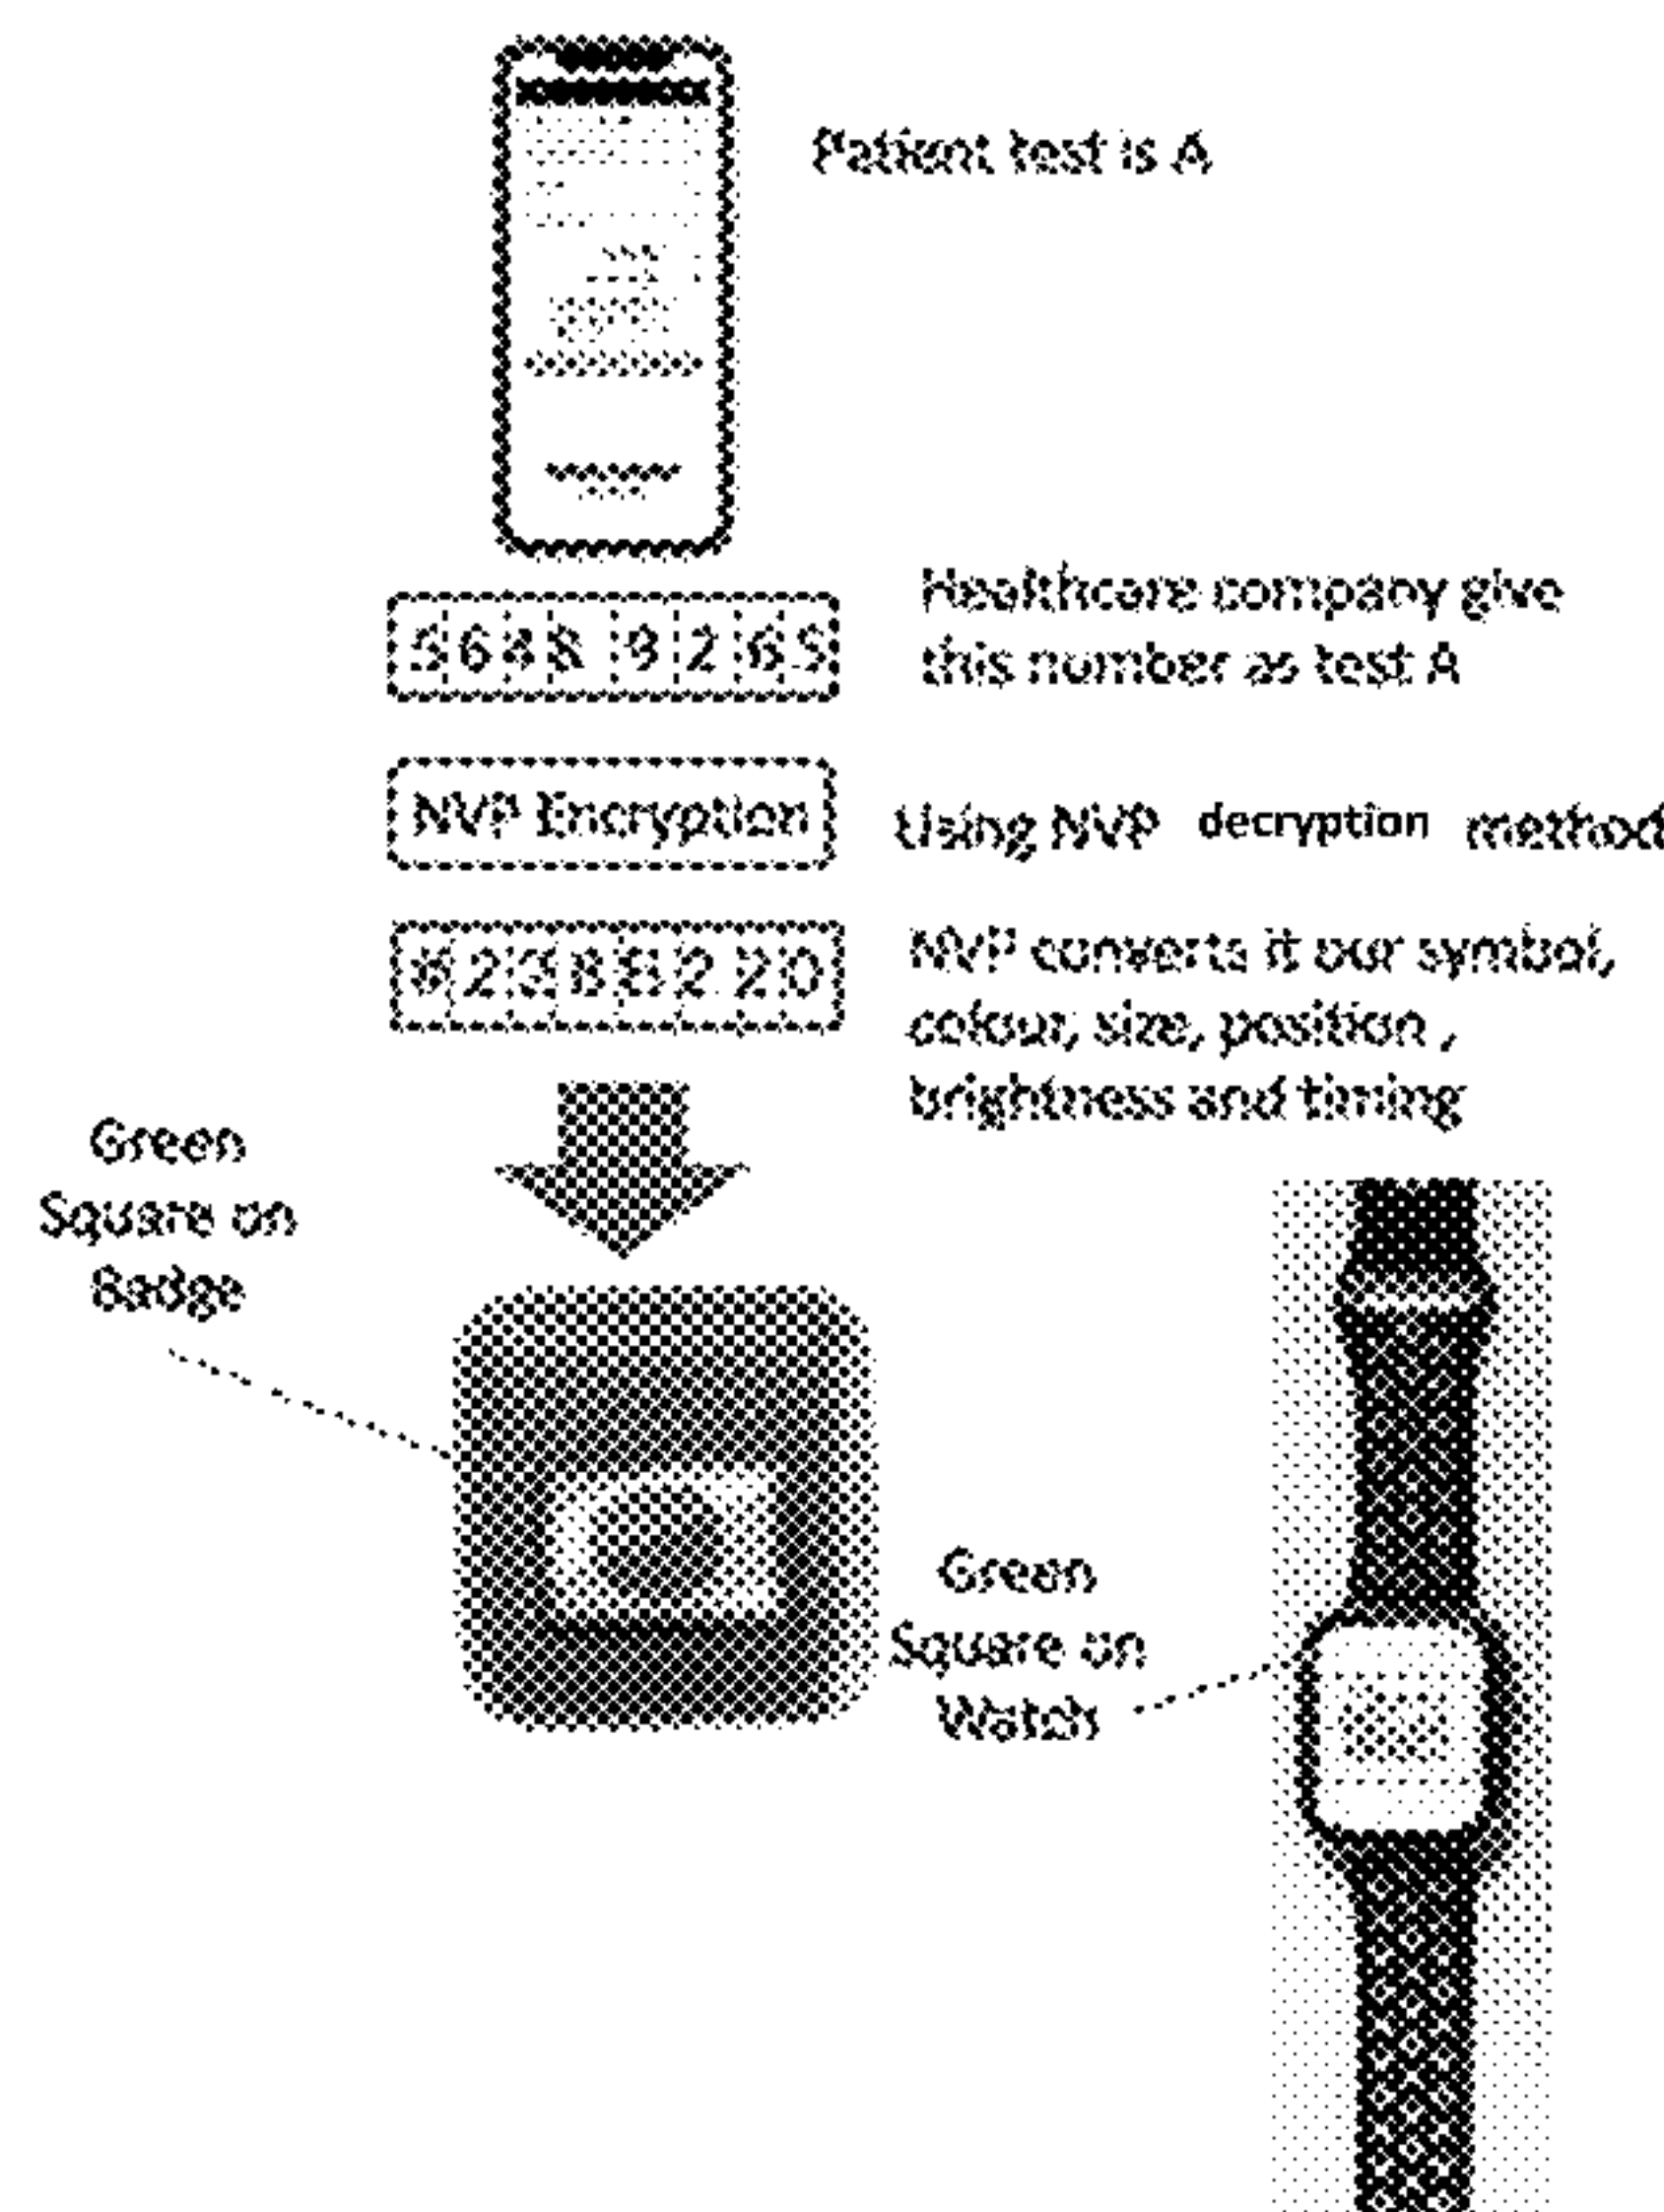 Patient test is A
Healthcare company give
this number as test A
5648 9265
NVP Encryption
Using NVP decryption method
NVP converts it our symbol,
colour, size, position ,
brightness and timing
Green
Square on
Badge
Green
Square on
Watch